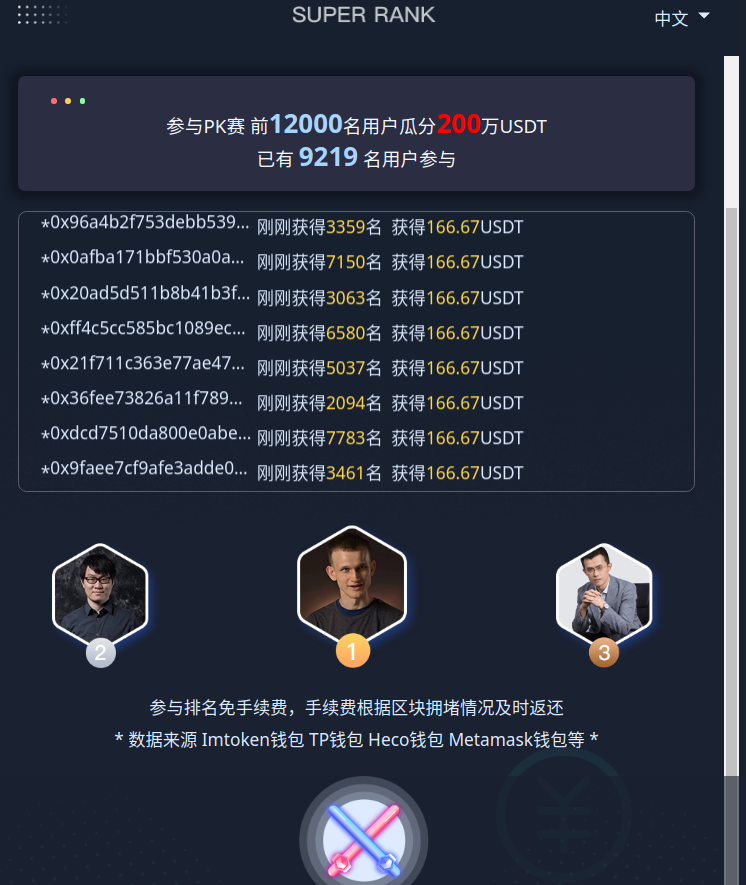 SUPER RANK
中文
参与PK赛 前12000名用户瓜分200万USDT
已有 9219 名用户参与
*0x96a4b2f753debb539... 刚刚获得3359名 获得166.67USDT
*0x0afba171bbf530a0a... 刚刚获得7150名 获得166.67USDT
*0x20ad5d511b8b41b3f... 刚刚获得3063名 获得166.67USDT
*0xff4c5cc585bc1089ec... 刚刚获得6580名 获得166.67USDT
*0x21f711c363e77ae47... 刚刚获得5037名 获得166.67USDT
*0x36fee73826a11f789... 刚刚获得2094名 获得166.67USDT
*0xdcd7510da800e0abe... 刚刚获得7783名 获得166.67USDT
*0x9faee7cf9afe3adde0... 刚刚获得3461名 获得166.67USDT
2
1
3
参与排名免手续费，手续费根据区块拥堵情况及时返还
* 数据来源 Imtoken钱包 TP钱包 Heco钱包 Metamask钱包等 *